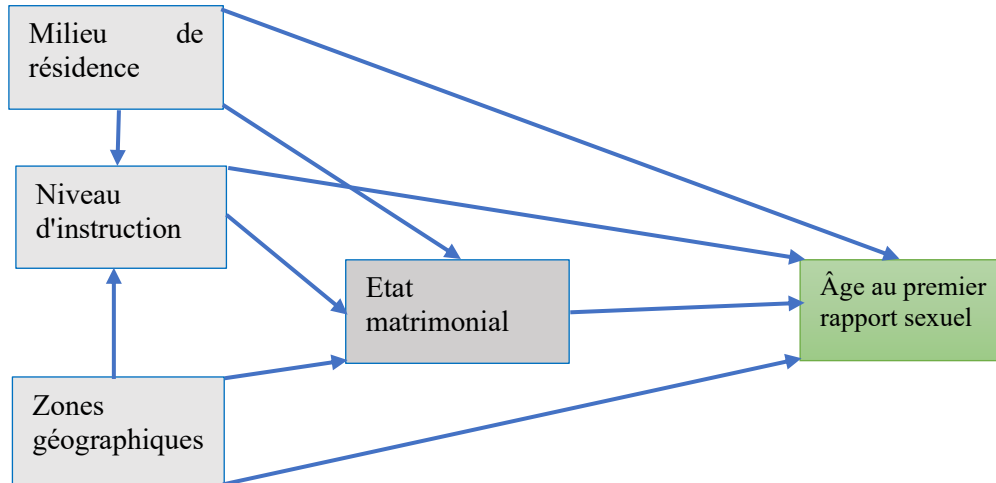 Milieu de
résidence
Niveau
d'instruction
Etat
matrimonial
Âge au premier
rapport sexuel
Zones
géographiques